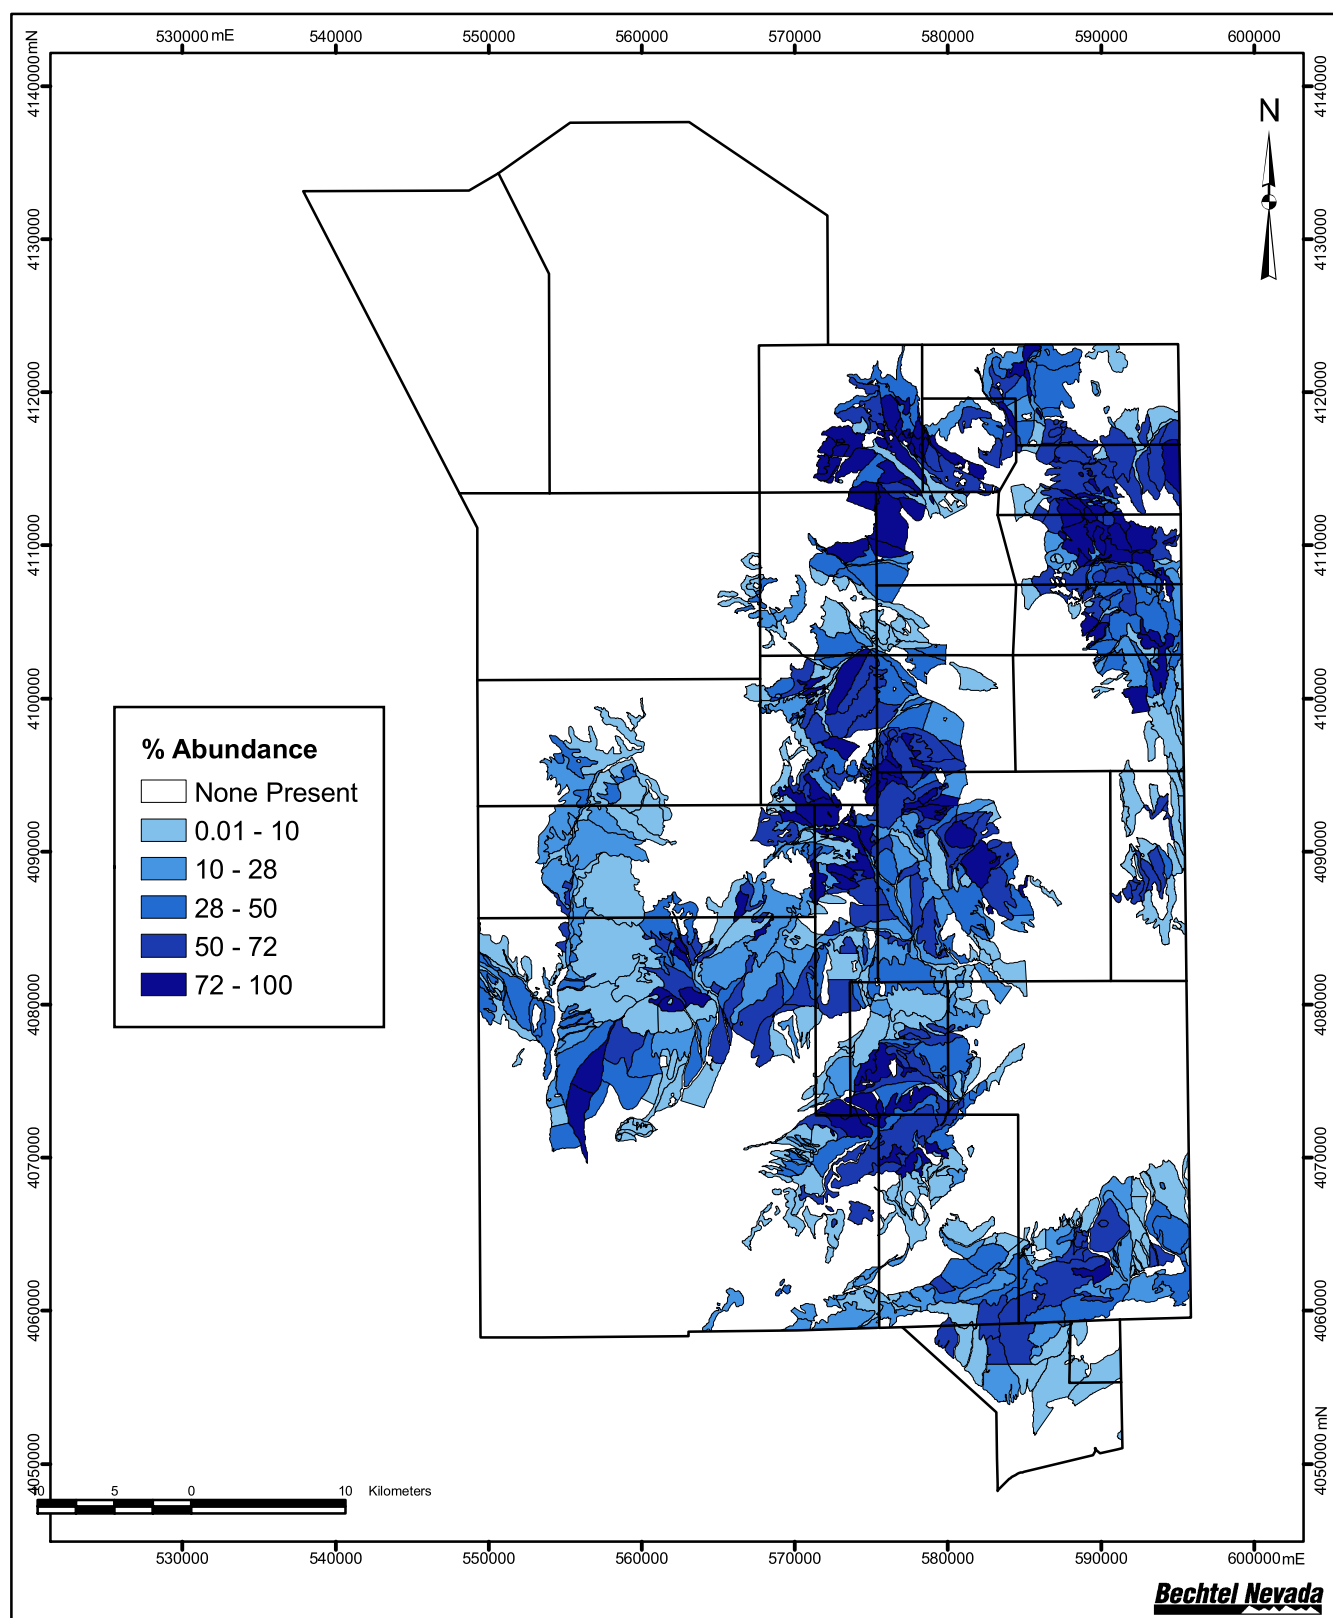 530000 mE 540000 550000 560000 570000 580000 590000 600000
4140000 mN
4130000
4120000
4110000
4100000
4090000
4080000
4070000
4060000
4050000
N
4140000
4130000
4120000
4110000
4100000
4090000
4080000
4070000
4060000
4050000 mN
% Abundance
None Present
0.01 - 10
10 - 28
28 - 50
50 - 72
72 - 100
10 5 0 10 Kilometers
530000 540000 550000 560000 570000 580000 590000 600000 mE
Bechtel Nevada